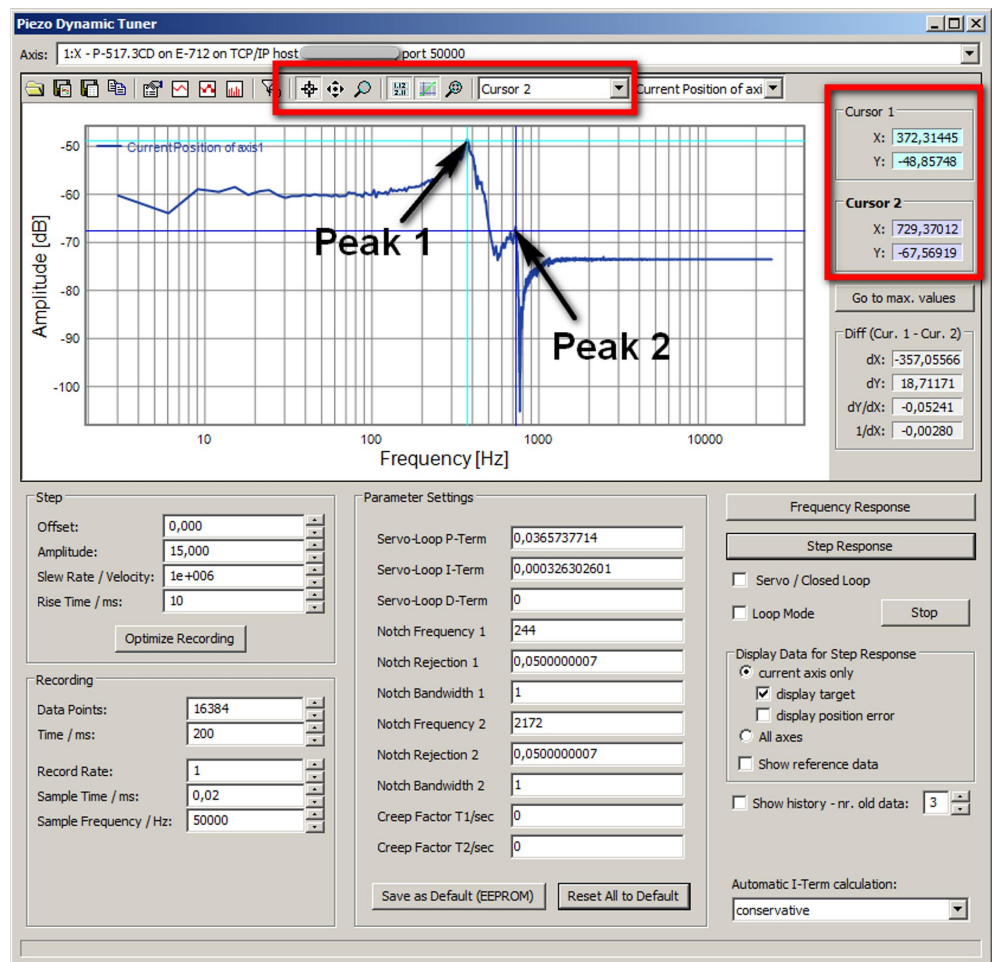 Piezo Dynamic Tuner
Axis: 1:X - P-517.3CD on E-712 on TCP/IP host port 50000
Cursor 2 Current Position of axi
CurrentPosition of axis1
Amplitude [dB]
-50
-60
-70
-80
-90
-100
Peak 1
Peak 2
10 100 1000 10000
Frequency [Hz]
Cursor 1
X: 372,31445
Y: -48,85748
Cursor 2
X: 729,37012
Y: -67,56919
Go to max. values
Diff (Cur. 1 - Cur. 2)
dX: -357,05566
dY: 18,71171
dY/dX: -0,05241
1/dX: -0,00280
Step
Offset: 0,000
Amplitude: 15,000
Slew Rate / Velocity: 1e+006
Rise Time / ms: 10
Optimize Recording
Recording
Data Points: 16384
Time / ms: 200
Record Rate: 1
Sample Time / ms: 0,02
Sample Frequency / Hz: 50000
Parameter Settings
Servo-Loop P-Term 0,0365737714
Servo-Loop I-Term 0,000326302601
Servo-Loop D-Term 0
Notch Frequency 1 244
Notch Rejection 1 0,0500000007
Notch Bandwidth 1 1
Notch Frequency 2 2172
Notch Rejection 2 0,0500000007
Notch Bandwidth 2 1
Creep Factor T1/sec 0
Creep Factor T2/sec 0
Save as Default (EEPROM) Reset All to Default
Frequency Response
Step Response
Servo / Closed Loop
Loop Mode Stop
Display Data for Step Response
current axis only
display target
display position error
All axes
Show reference data
Show history - nr. old data: 3
Automatic I-Term calculation:
conservative